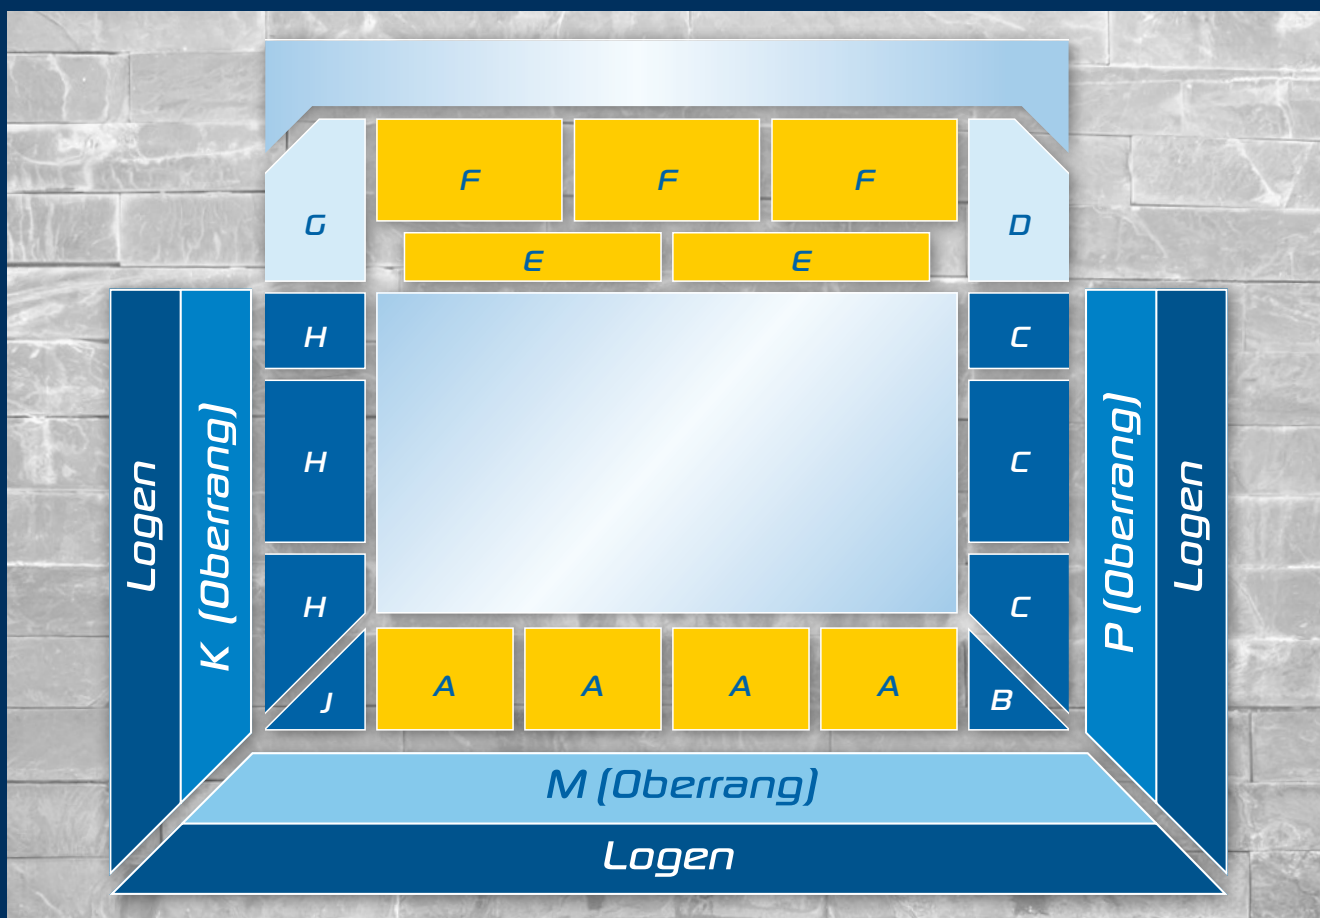 F F F
G D
E E
H C
H C
H C
Logen
K (Oberrang)
P (Oberrang)
Logen
J A A A A B
M (Oberrang)
Logen